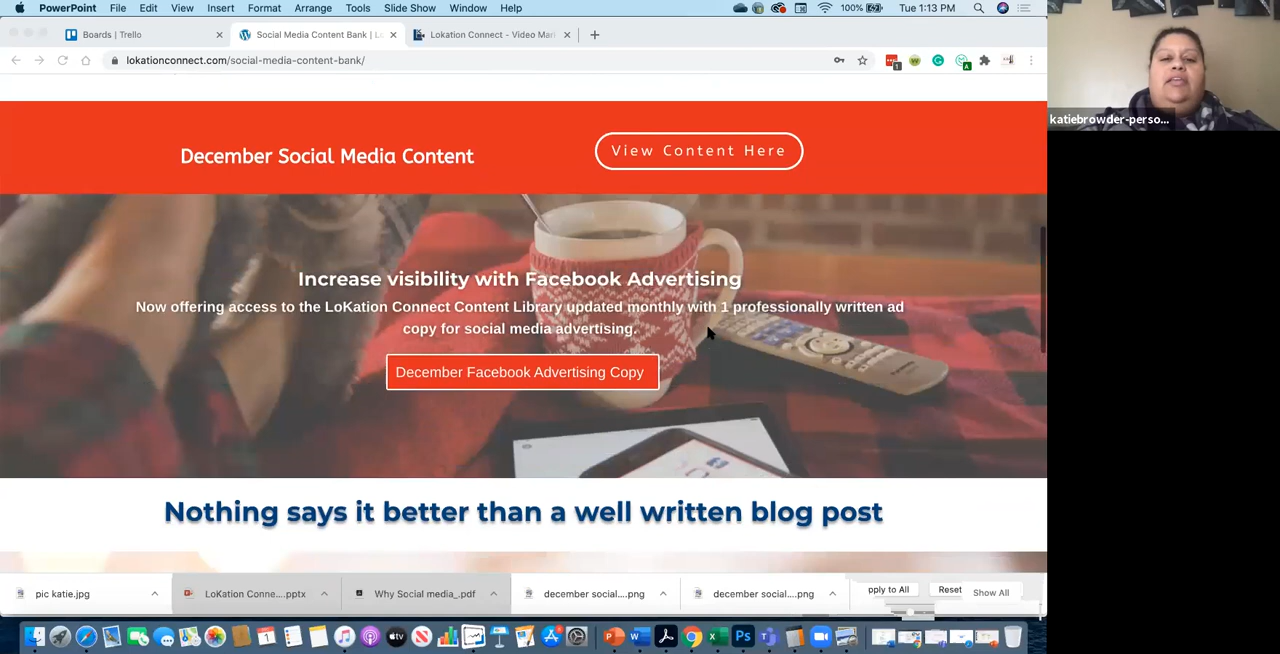 PowerPoint File Edit View Insert Format Arrange Tools Slide Show Window Help 100% Tue 1:13 PM
Boards | Trello Social Media Content Bank | Lo Lokation Connect - Video Mar
lokationconnect.com/social-media-content-bank/
katiebrowder-perso...
December Social Media Content
View Content Here
Increase visibility with Facebook Advertising
Now offering access to the LoKation Connect Content Library updated monthly with 1 professionally written ad
copy for social media advertising.
December Facebook Advertising Copy
Nothing says it better than a well written blog post
pic katie.jpg LoKation Conne....pptx Why Social media_.pdf december social....png december social....png pply to All Reset Show All